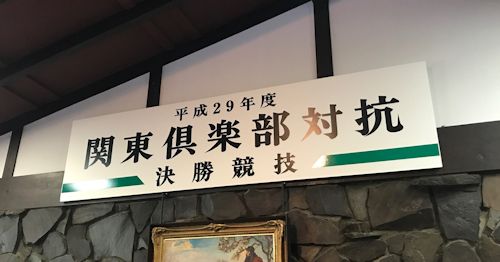 平成29年度
関東倶楽部対抗
決勝競技